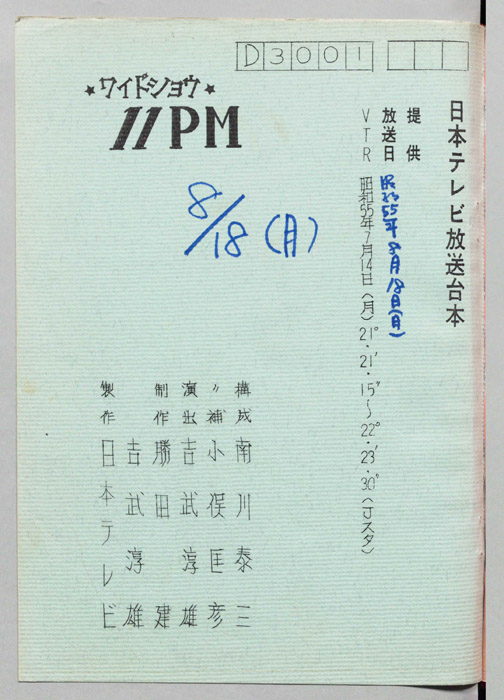 D3001
★ワイドショウ★
11PM
8/18(月)
日本テレビ放送台本
提供
放送日 昭和55年8月18日(月)
VTR 昭和55年7月14日(月)21°・21′・15″〜22°・23′・30″(Jスタ)
構成 南川泰三
〃補 小俣匡彦
演出 吉武淳雄
制作 勝田建
吉武淳雄
製作 日本テレビ